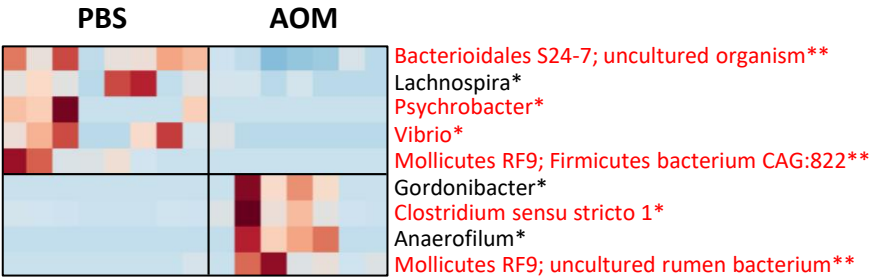 PBS AOM
Bacterioidales S24-7; uncultured organism**
Lachnospira*
Psychrobacter*
Vibrio*
Mollicutes RF9; Firmicutes bacterium CAG:822**
Gordonibacter*
Clostridium sensu stricto 1*
Anaerofilum*
Mollicutes RF9; uncultured rumen bacterium**